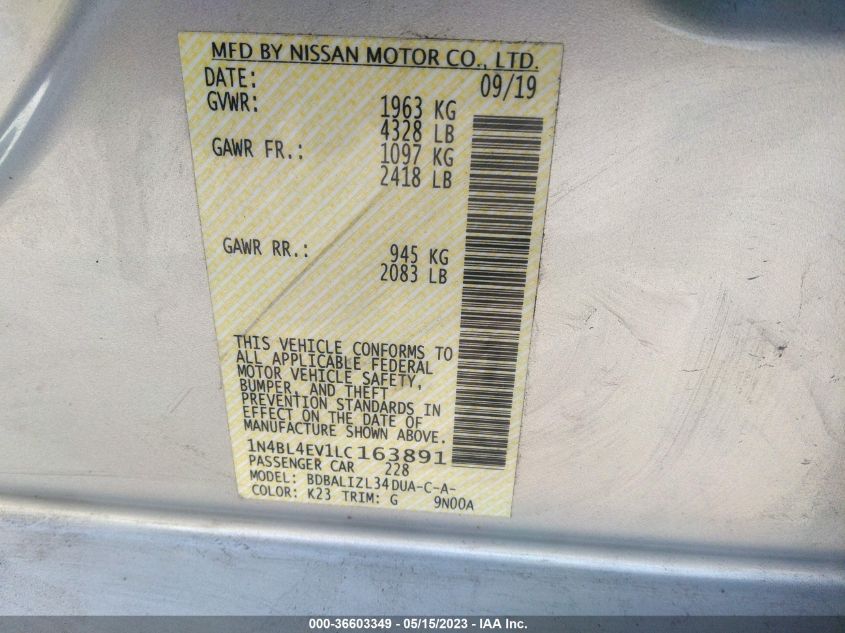 MFD BY NISSAN MOTOR CO., LTD.
DATE: 09/19
GVWR: 1963 KG
4328 LB
GAWR FR.: 1097 KG
2418 LB
GAWR RR.: 945 KG
2083 LB
THIS VEHICLE CONFORMS TO
ALL APPLICABLE FEDERAL
MOTOR VEHICLE SAFETY,
BUMPER, AND THEFT
PREVENTION STANDARDS IN
EFFECT ON THE DATE OF
MANUFACTURE SHOWN ABOVE.
1N4BL4EV1LC163891
PASSENGER CAR 228
MODEL: BDBALIZL34DUA-C-A-
COLOR: K23 TRIM: G 9N00A
000-36603349 - 05/15/2023 - IAA Inc.